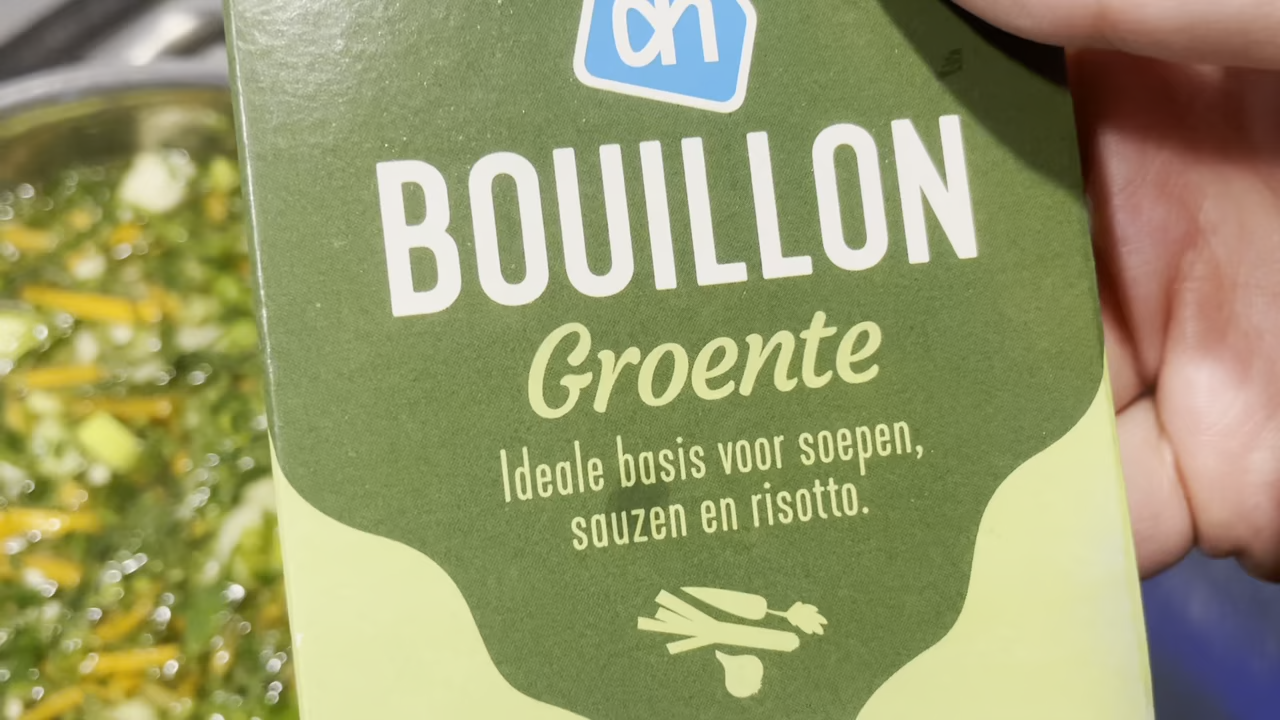 ah
BOUILLON
Groente
Ideale basis voor soepen,
sauzen en risotto.